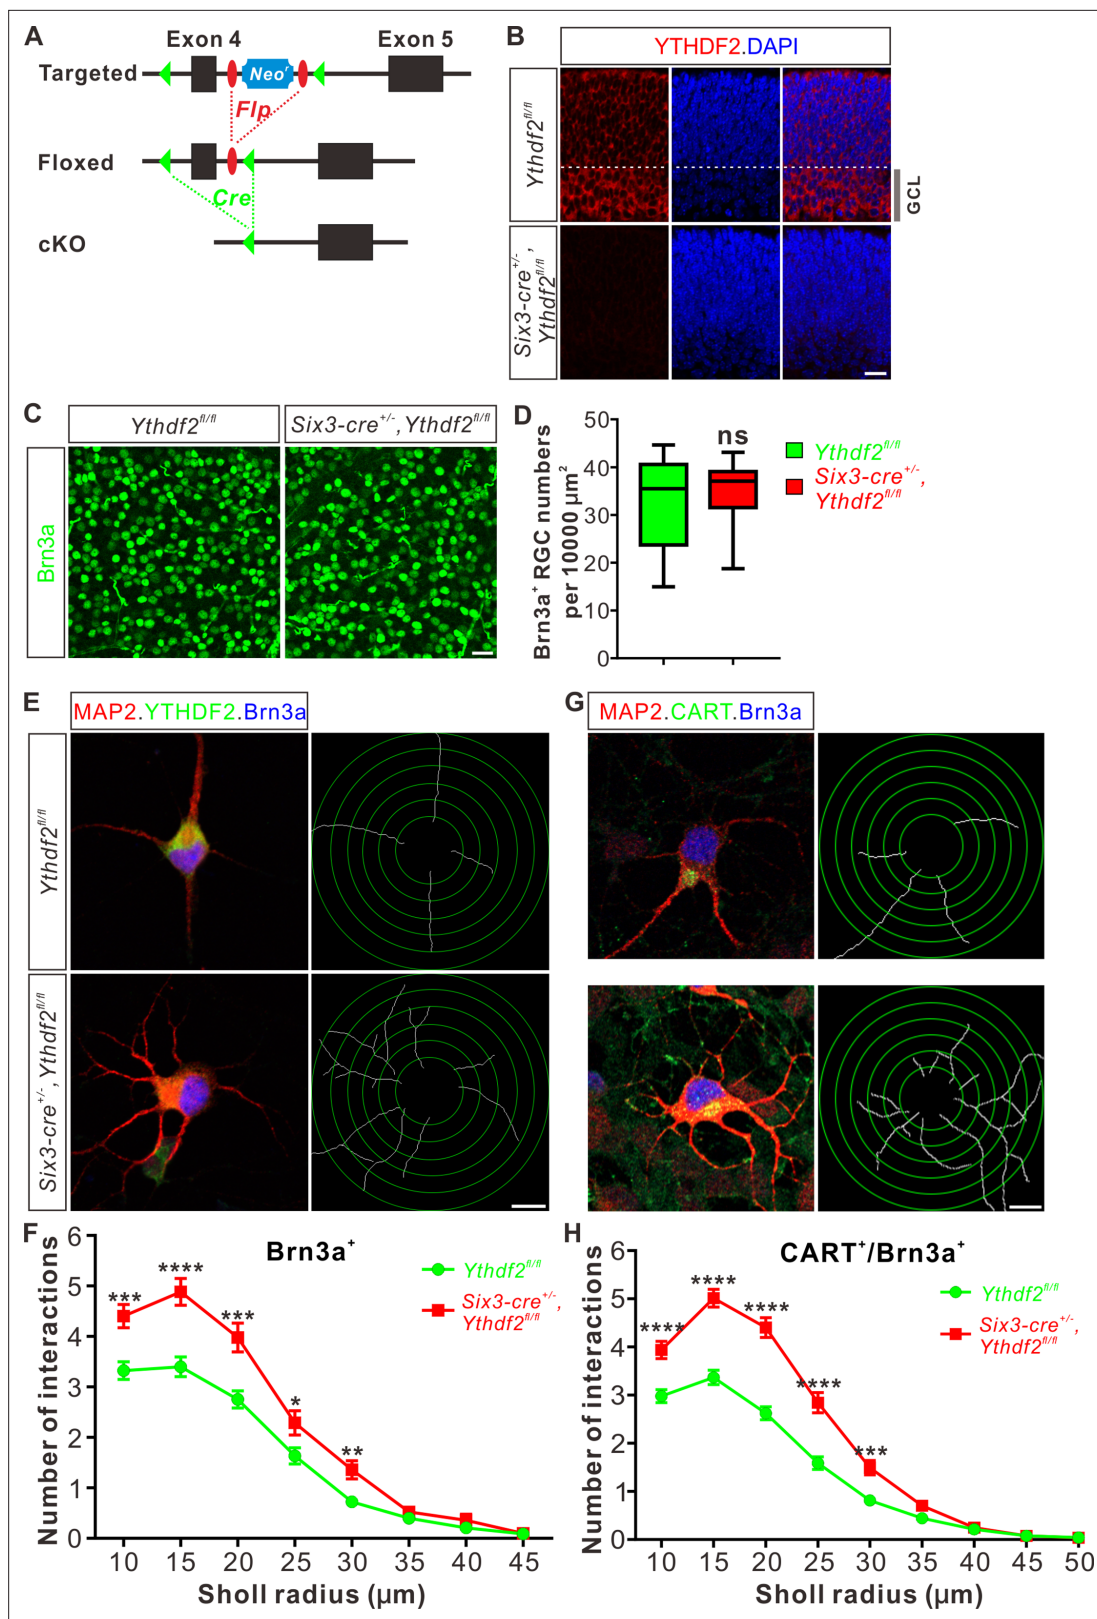 A
Exon 4 Exon 5
Targeted
Neoʳ
Flp
Floxed
Cre
cKO
B
YTHDF2.DAPI
Ythdf2fl/fl
GCL
Six3-cre+/-,
Ythdf2fl/fl
C
Ythdf2fl/fl
Six3-cre+/-,Ythdf2fl/fl
Brn3a
D
Brn3a+ RGC numbers
per 10000 µm²
50
40
30
20
10
0
ns
Ythdf2fl/fl
Six3-cre+/-,
Ythdf2fl/fl
E
MAP2.YTHDF2.Brn3a
Ythdf2fl/fl
Six3-cre+/-,Ythdf2fl/fl
G
MAP2.CART.Brn3a
F
Brn3a+
Number of interactions
6
5
4
3
2
1
0
***
****
***
*
**
Ythdf2fl/fl
Six3-cre+/-,
Ythdf2fl/fl
10 15 20 25 30 35 40 45
Sholl radius (µm)
H
CART+/Brn3a+
Number of interactions
6
5
4
3
2
1
0
****
****
****
****
***
Ythdf2fl/fl
Six3-cre+/-,
Ythdf2fl/fl
10 15 20 25 30 35 40 45 50
Sholl radius (µm)